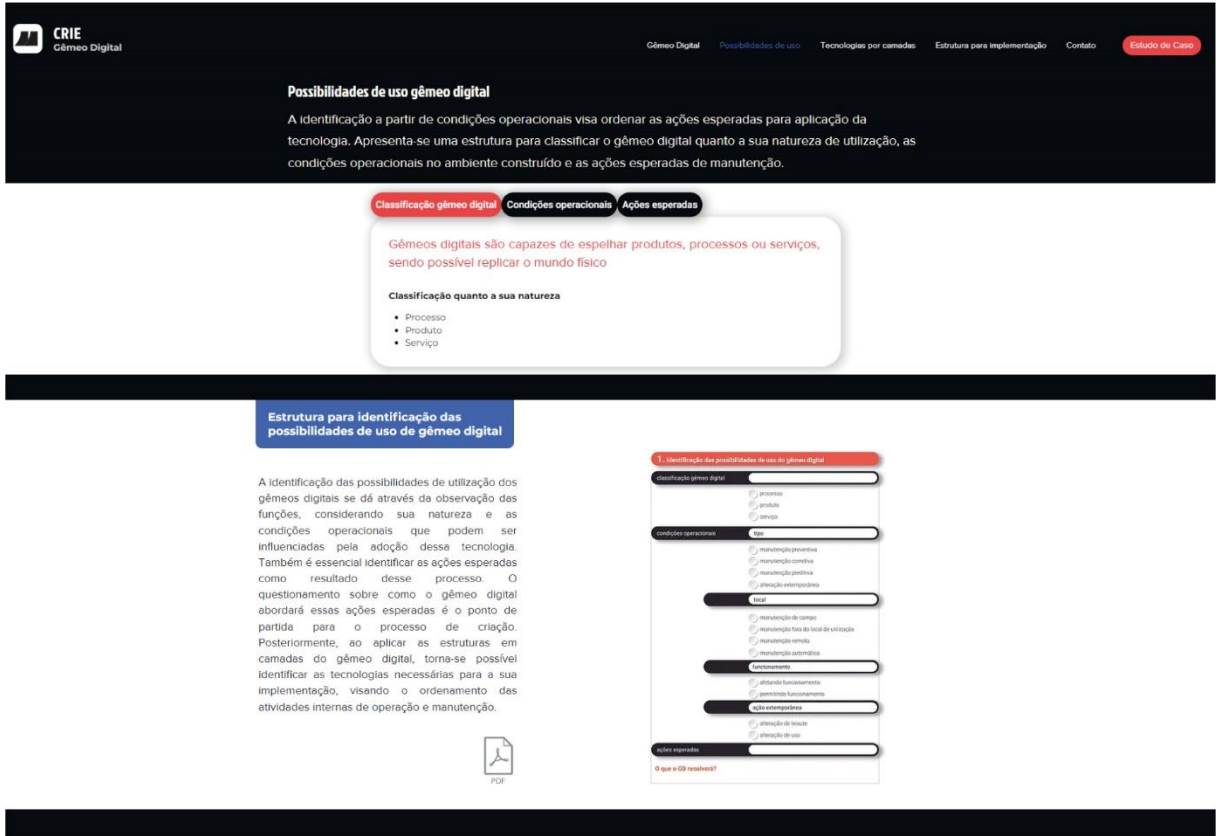 CRIE
Gêmeo Digital
Gêmeo Digital
Possibilidades de uso
Tecnologias por camadas
Estrutura para implementação
Contato
Estudo de Caso
Possibilidades de uso gêmeo digital
A identificação a partir de condições operacionais visa ordenar as ações esperadas para aplicação da
tecnologia. Apresenta-se uma estrutura para classificar o gêmeo digital quanto a sua natureza de utilização, as
condições operacionais no ambiente construído e as ações esperadas de manutenção.
Classificação gêmeo digital
Condições operacionais
Ações esperadas
Gêmeos digitais são capazes de espelhar produtos, processos ou serviços,
sendo possível replicar o mundo físico
Classificação quanto a sua natureza
• Processo
• Produto
• Serviço
Estrutura para identificação das
possibilidades de uso de gêmeo digital
A identificação das possibilidades de utilização dos
gêmeos digitais se dá através da observação das
funções, considerando sua natureza e as
condições operacionais que podem ser
influenciadas pela adoção dessa tecnologia.
Também é essencial identificar as ações esperadas
como resultado desse processo. O
questionamento sobre como o gêmeo digital
abordará essas ações esperadas é o ponto de
partida para o processo de criação.
Posteriormente, ao aplicar as estruturas em
camadas do gêmeo digital, torna-se possível
identificar as tecnologias necessárias para a sua
implementação, visando o ordenamento das
atividades internas de operação e manutenção.
PDF
1. Identificação das possibilidades de uso do gêmeo digital
classificação gêmeo digital
processo
produto
serviço
condições operacionais
tipo
manutenção preventiva
manutenção corretiva
manutenção preditiva
alteração extemporânea
local
manutenção de campo
manutenção fora do local de utilização
manutenção remota
manutenção automática
funcionamento
afetando funcionamento
permitindo funcionamento
ação extemporânea
alteração de leiaute
alteração de uso
ações esperadas
O que o GD resolverá?